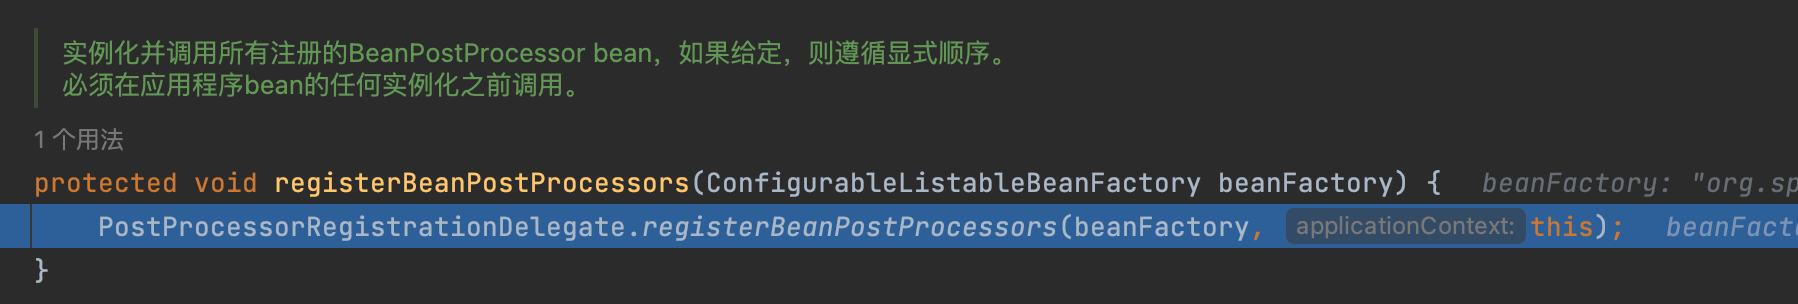 实例化并调用所有注册的BeanPostProcessor bean，如果给定，则遵循显式顺序。
必须在应用程序bean的任何实例化之前调用。
1 个用法
protected void registerBeanPostProcessors(ConfigurableListableBeanFactory beanFactory) { beanFactory: "org.sp
PostProcessorRegistrationDelegate.registerBeanPostProcessors(beanFactory, applicationContext: this); beanFact
}